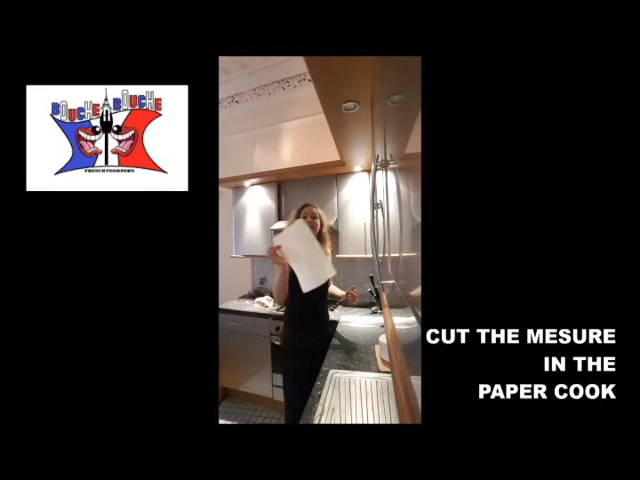 BOUCHE A BOUCHE
FRENCH FOOD PORN
CUT THE MESURE
IN THE
PAPER COOK